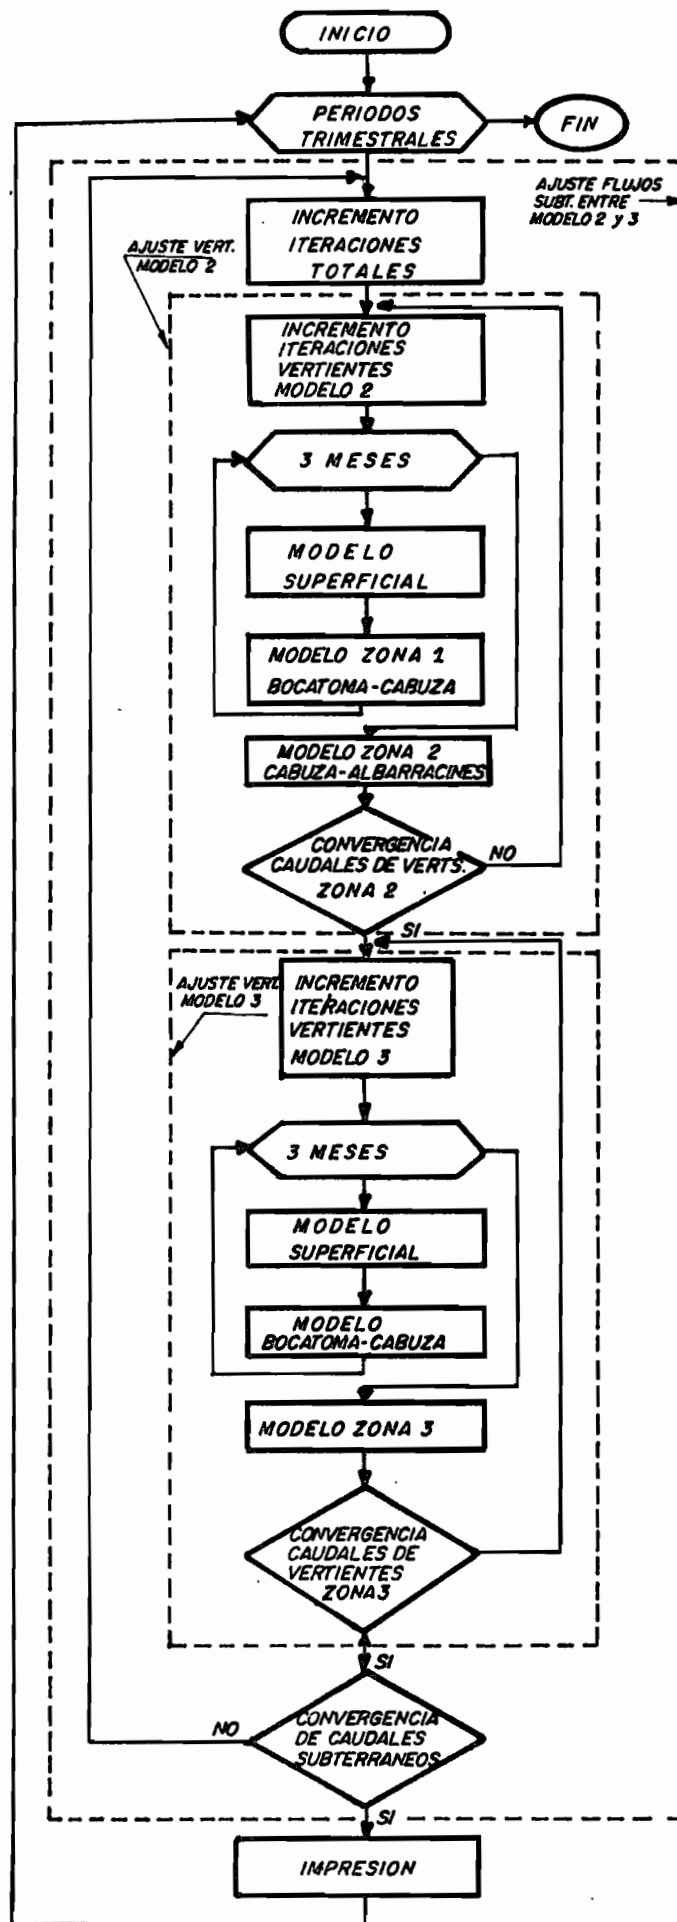 INICIO
PERIODOS
TRIMESTRALES
FIN
AJUSTE FLUJOS
SUBT. ENTRE
MODELO 2 y 3
INCREMENTO
ITERACIONES
TOTALES
AJUSTE VERT.
MODELO 2
INCREMENTO
ITERACIONES
VERTIENTES
MODELO 2
3 MESES
MODELO
SUPERFICIAL
MODELO ZONA 1
BOCATOMA-CABUZA
MODELO ZONA 2
CABUZA-ALBARRACINES
CONVERGENCIA
CAUDALES DE VERTS.
ZONA 2
NO
SI
AJUSTE VERT.
MODELO 3
INCREMENTO
ITERACIONES
VERTIENTES
MODELO 3
3 MESES
MODELO
SUPERFICIAL
MODELO
BOCATOMA-CABUZA
MODELO ZONA 3
CONVERGENCIA
CAUDALES DE
VERTIENTES
ZONA 3
SI
NO
CONVERGENCIA
DE CAUDALES
SUBTERRANEOS
SI
IMPRESION